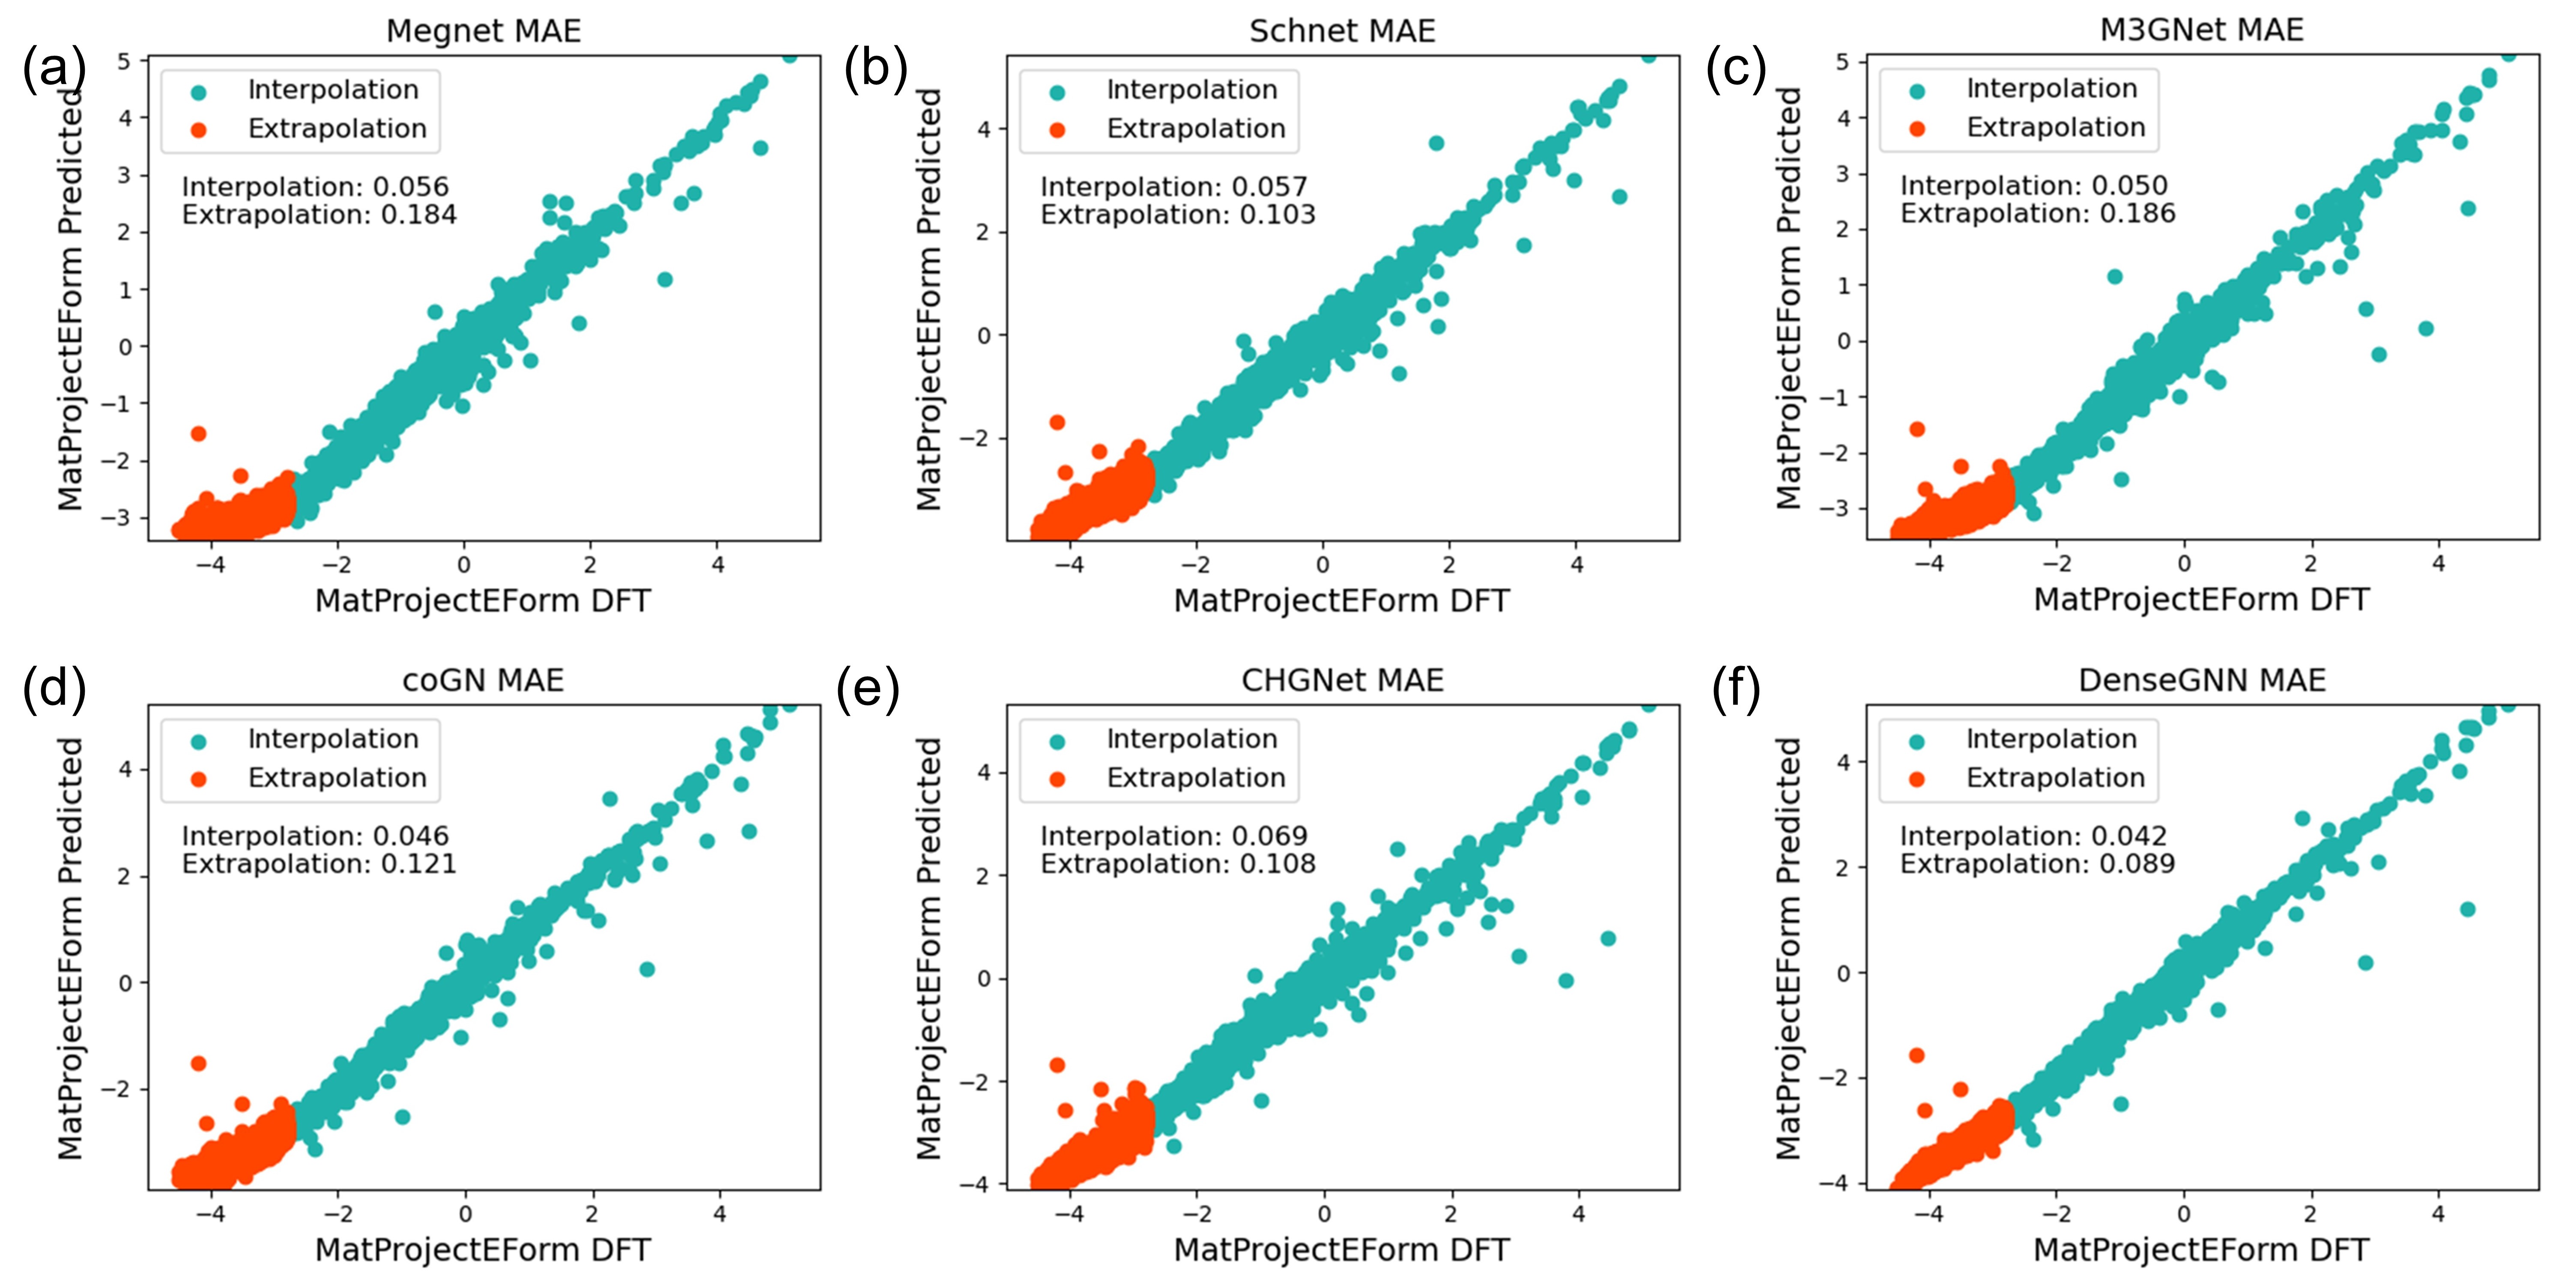 (a)
Megnet MAE
5
4
3
2
1
0
−1
−2
−3
MatProjectEForm Predicted
Interpolation
Extrapolation
Interpolation: 0.056
Extrapolation: 0.184
−4 −2 0 2 4
MatProjectEForm DFT
(b)
Schnet MAE
4
2
0
−2
MatProjectEForm Predicted
Interpolation
Extrapolation
Interpolation: 0.057
Extrapolation: 0.103
−4 −2 0 2 4
MatProjectEForm DFT
(c)
M3GNet MAE
5
4
3
2
1
0
−1
−2
−3
MatProjectEForm Predicted
Interpolation
Extrapolation
Interpolation: 0.050
Extrapolation: 0.186
−4 −2 0 2 4
MatProjectEForm DFT
(d)
coGN MAE
4
2
0
−2
MatProjectEForm Predicted
Interpolation
Extrapolation
Interpolation: 0.046
Extrapolation: 0.121
−4 −2 0 2 4
MatProjectEForm DFT
(e)
CHGNet MAE
4
2
0
−2
−4
MatProjectEForm Predicted
Interpolation
Extrapolation
Interpolation: 0.069
Extrapolation: 0.108
−4 −2 0 2 4
MatProjectEForm DFT
(f)
DenseGNN MAE
4
2
0
−2
−4
MatProjectEForm Predicted
Interpolation
Extrapolation
Interpolation: 0.042
Extrapolation: 0.089
−4 −2 0 2 4
MatProjectEForm DFT